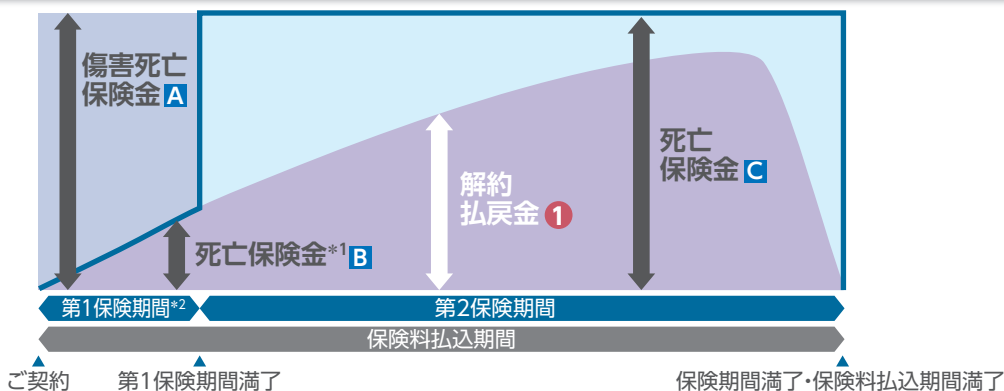 傷害死亡
保険金 A
死亡
保険金 C
解約
払戻金 1
死亡保険金*1 B
第1保険期間*2
第2保険期間
保険料払込期間
ご契約
第1保険期間満了
保険期間満了・保険料払込期間満了